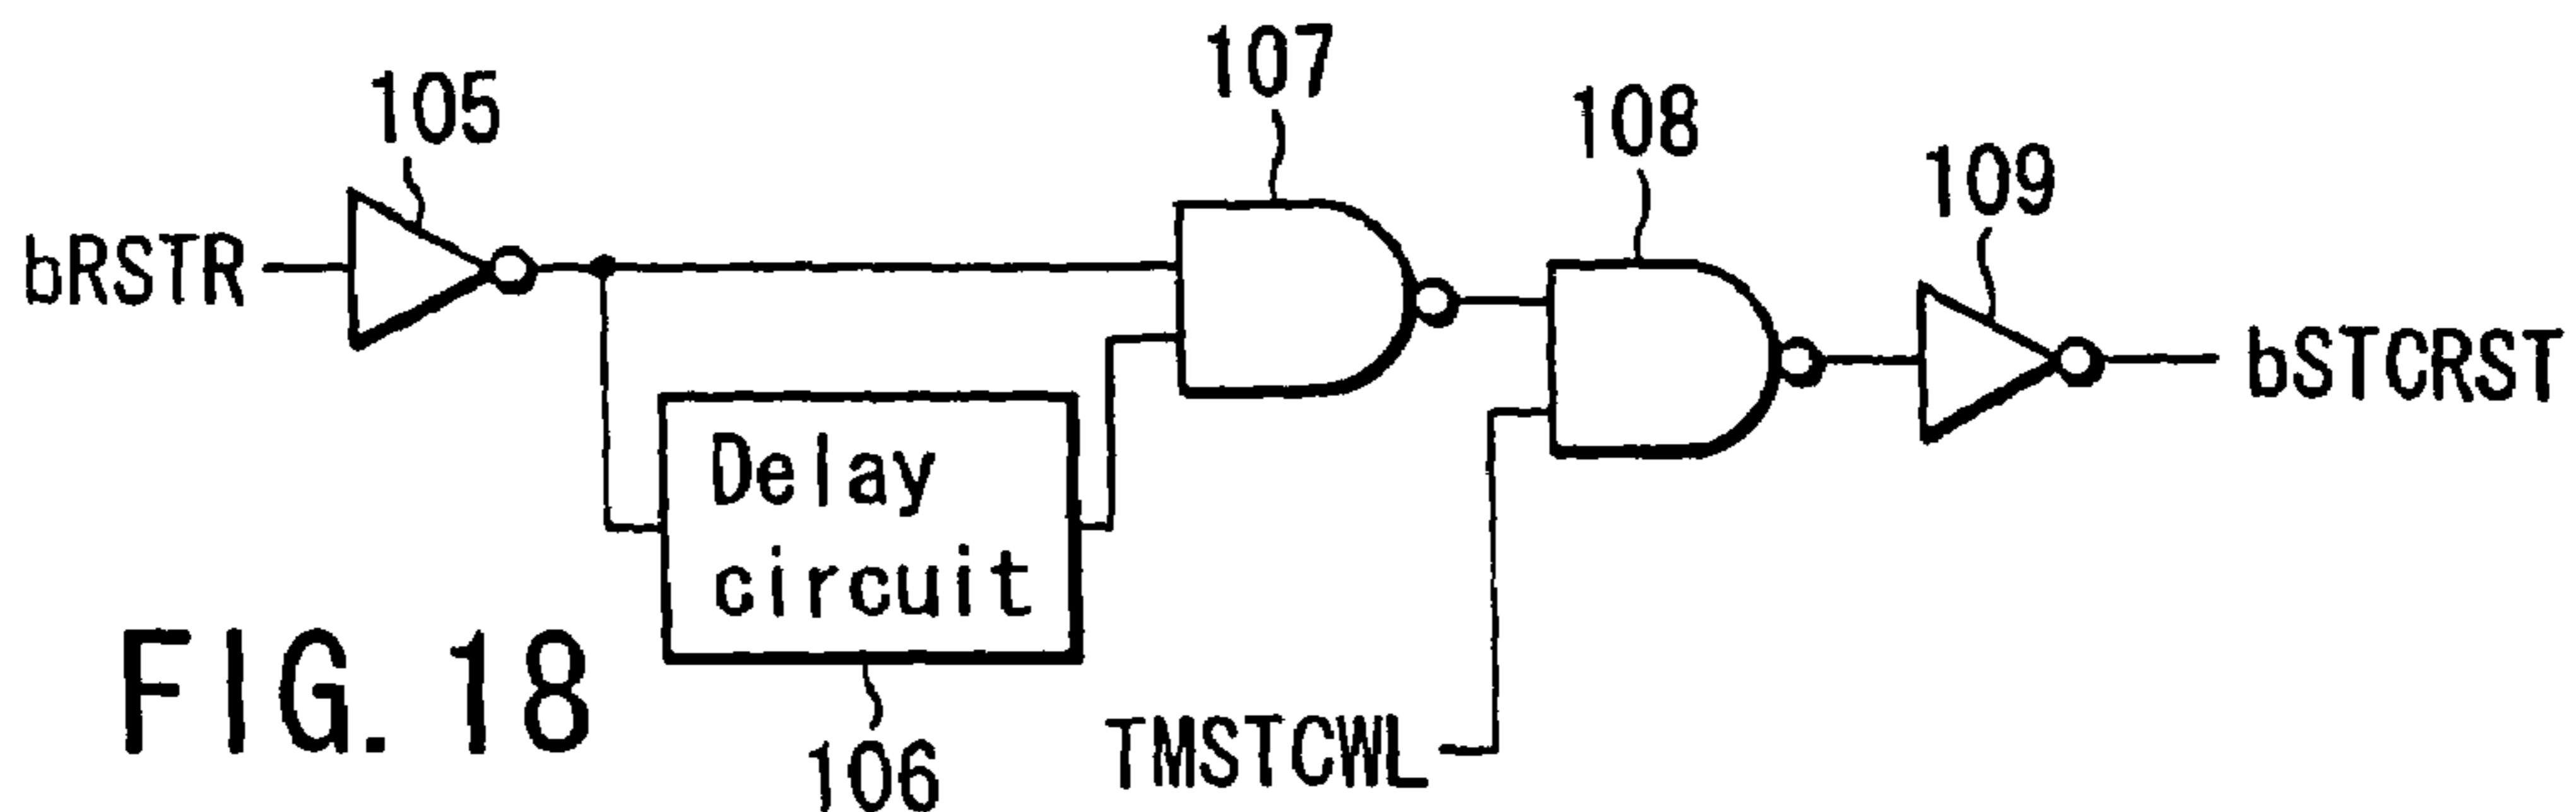 107
105
108
109
bRSTR
bSTCRST
Delay
circuit
FIG. 18
106
TMSTCWL